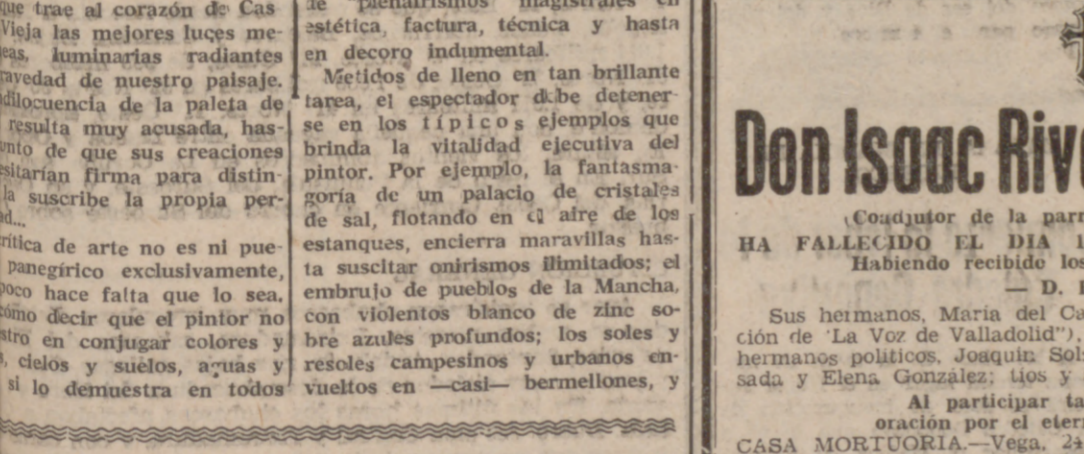 que trae al corazón de Cas-
Vieja las mejores luces me-
luminarias radiantes
de nuestro paisaje.
de la paleta de
resulta muy acusada, has-
de que sus creaciones
firma para distin-
la suscribe la propia per-
de arte no es ni pue-
panegírico exclusivamente,
hace falta que lo sea.
cómo decir que el pintor no
en conjugar colores y
cielos y suelos, aguas y
si lo demuestra en todos
de plenairismos magistrales en
estética, factura, técnica y hasta
en decoro indumental.
Metidos de lleno en tan brillante
tarea, el espectador debe detener-
se en los típicos ejemplos que
brinda la vitalidad ejecutiva del
pintor. Por ejemplo, la fantasma-
goría de un palacio de cristales
de sal, flotando en el aire de los
estanques, encierra maravillas has-
ta suscitar onirismos ilimitados; el
embrujo de pueblos de la Mancha,
con violentos blanco de zinc so-
bre azules profundos; los soles y
resoles campesinos y urbanos en-
vueltos en —casi— bermellones, y
Don Isaac Riv
Coadjutor de la parr
HA FALLECIDO EL DIA
Habiendo recibido los
— D.
Sus hermanos, María del Ca
ción de 'La Voz de Valladolid"),
hermanos políticos, Joaquín Sol
sada y Elena González; tíos y
Al participar ta
oración por el eter
CASA MORTUORIA.—Vega, 24